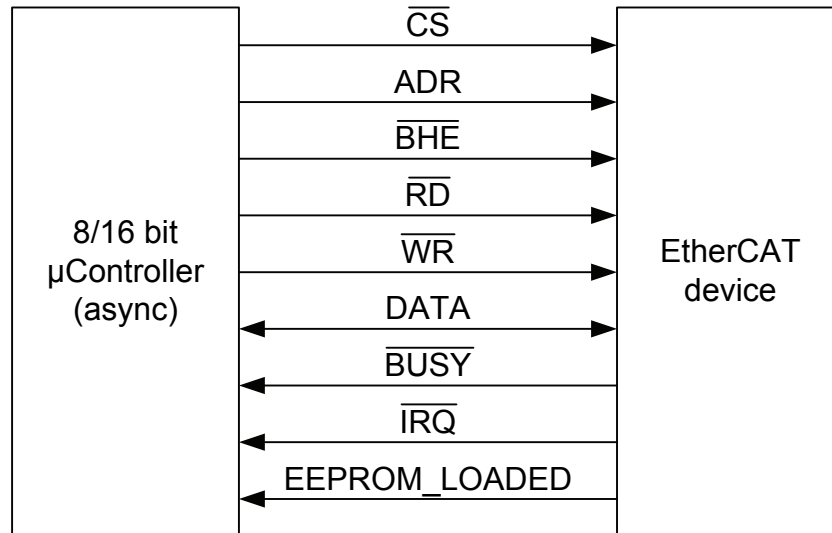 CS
ADR
BHE
RD
WR
DATA
BUSY
IRQ
EEPROM_LOADED
8/16 bit
µController
(async)
EtherCAT
device